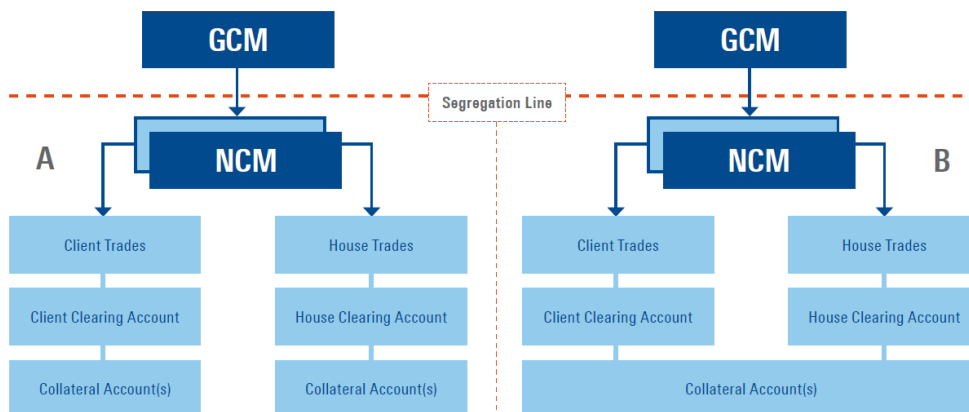 GCM
GCM
Segregation Line
A
NCM
NCM
B
Client Trades
House Trades
Client Trades
House Trades
Client Clearing Account
House Clearing Account
Client Clearing Account
House Clearing Account
Collateral Account(s)
Collateral Account(s)
Collateral Account(s)